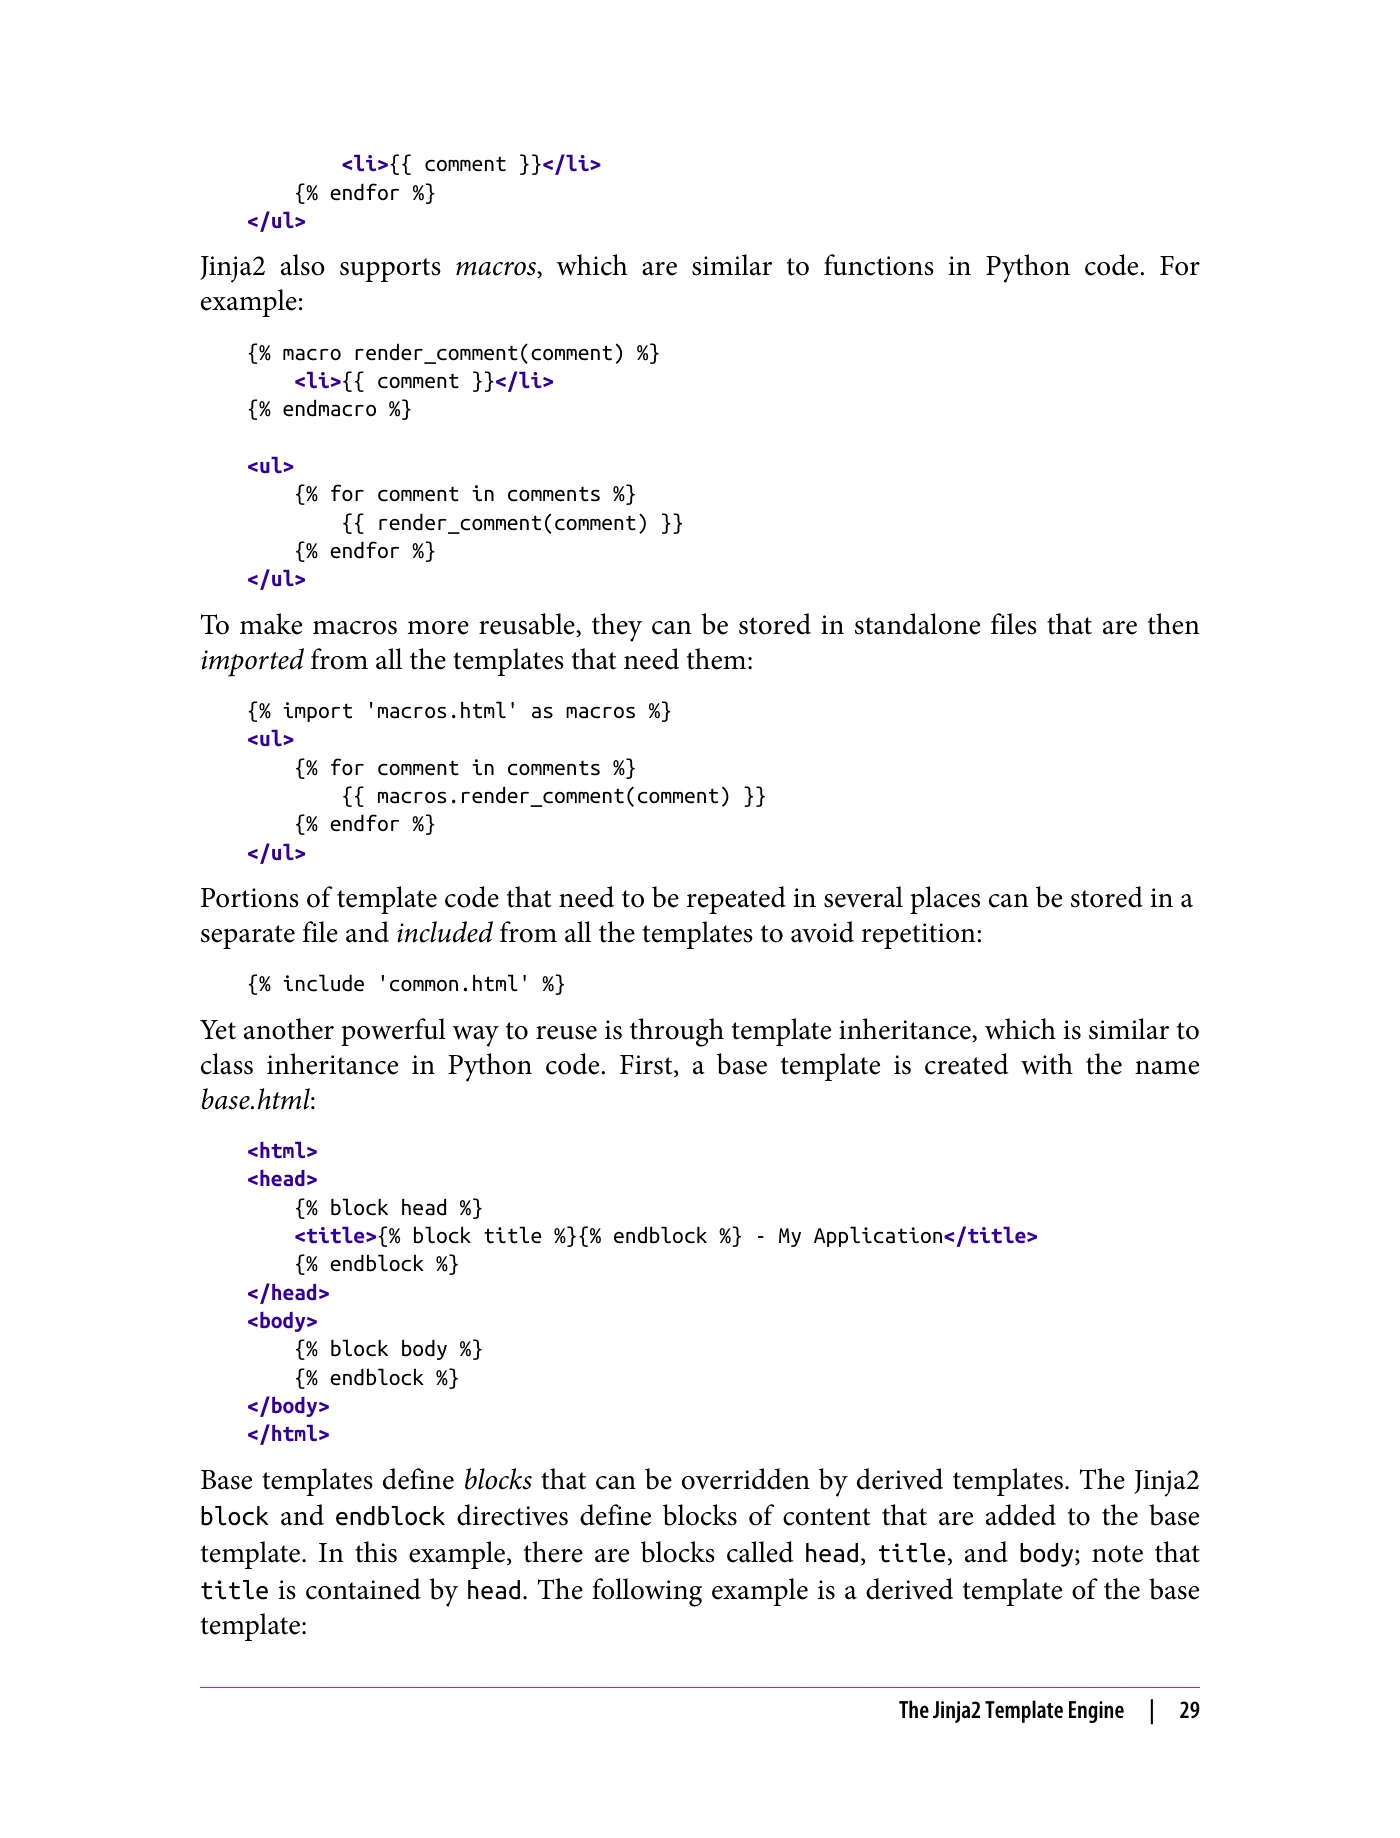 <li>{{ comment }}</li>
    {% endfor %}
</ul>
Jinja2 also supports macros, which are similar to functions in Python code. For
example:
{% macro render_comment(comment) %}
    <li>{{ comment }}</li>
{% endmacro %}
<ul>
    {% for comment in comments %}
        {{ render_comment(comment) }}
    {% endfor %}
</ul>
To make macros more reusable, they can be stored in standalone files that are then
imported from all the templates that need them:
{% import 'macros.html' as macros %}
<ul>
    {% for comment in comments %}
        {{ macros.render_comment(comment) }}
    {% endfor %}
</ul>
Portions of template code that need to be repeated in several places can be stored in a
separate file and included from all the templates to avoid repetition:
{% include 'common.html' %}
Yet another powerful way to reuse is through template inheritance, which is similar to
class inheritance in Python code. First, a base template is created with the name
base.html:
<html>
<head>
    {% block head %}
    <title>{% block title %}{% endblock %} - My Application</title>
    {% endblock %}
</head>
<body>
    {% block body %}
    {% endblock %}
</body>
</html>
Base templates define blocks that can be overridden by derived templates. The Jinja2
block and endblock directives define blocks of content that are added to the base
template. In this example, there are blocks called head, title, and body; note that
title is contained by head. The following example is a derived template of the base
template:
The Jinja2 Template Engine | 29